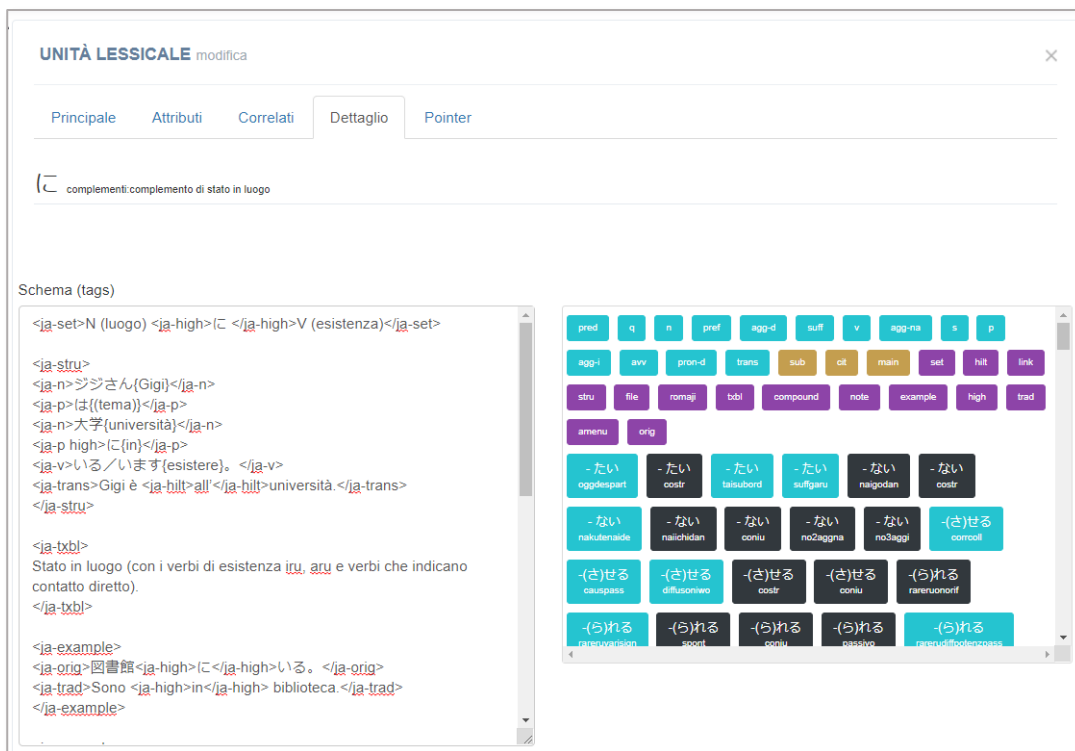 UNITÀ LESSICALE modifica
×
Principale Attributi Correlati Dettaglio Pointer
に complementi:complemento di stato in luogo
Schema (tags)
<ja-set>N (luogo) <ja-high>に </ja-high>V (esistenza)</ja-set>
<ja-stru>
<ja-n>ジジさん{Gigi}</ja-n>
<ja-p>は{(tema)}</ja-p>
<ja-n>大学{università}</ja-n>
<ja-p high>に{in}</ja-p>
<ja-v>いる／います{esistere}。</ja-v>
<ja-trans>Gigi è <ja-hilt>all'</ja-hilt>università.</ja-trans>
</ja-stru>
<ja-txbl>
Stato in luogo (con i verbi di esistenza iru, aru e verbi che indicano
contatto diretto).
</ja-txbl>
<ja-example>
<ja-orig>図書館<ja-high>に</ja-high>いる。</ja-orig>
<ja-trad>Sono <ja-high>in</ja-high> biblioteca.</ja-trad>
</ja-example>
pred q n pref agg-d suff v agg-na s p
agg-i avv pron-d trans sub cit main set hilt link
stru file romaji txbl compound note example high trad
amenu orig
- たい - たい - たい - たい - ない - ない
oggdespart costr taisubord suffgaru naigodan costr
- ない - ない - ない - ない - ない -(さ)せる
nakutenaide naiichidan coniu no2aggna no3aggi corrcoll
-(さ)せる -(さ)せる -(さ)せる -(さ)せる -(ら)れる
causpass diffusoniwo costr coniu rareruonorif
-(ら)れる -(ら)れる -(ら)れる -(ら)れる -(ら)れる
rareruvarisign spont coniu passivo rarerudiffpotenzpass